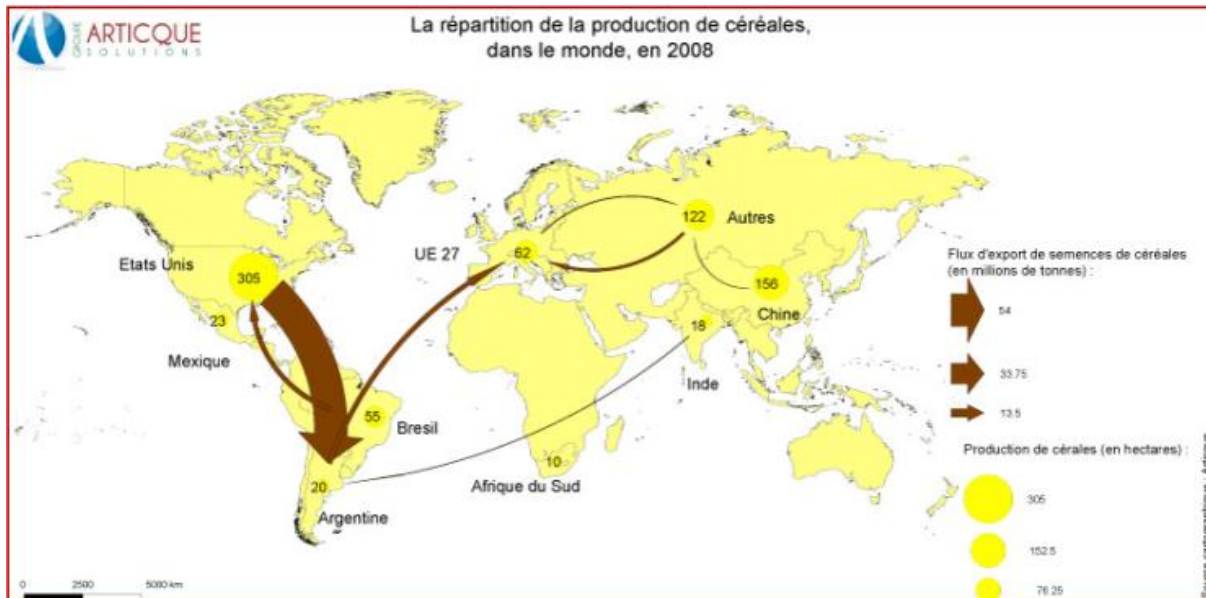 GROUPE
ARTICQUE
SOLUTIONS
La répartition de la production de céréales,
dans le monde, en 2008
Etats Unis
305
23
Mexique
UE 27
62
122
Autres
156
Chine
18
Inde
55
Bresil
10
Afrique du Sud
20
Argentine
Flux d'export de semences de céréales
(en millions de tonnes) :
54
33.75
13.5
Production de cérales (en hectares) :
305
152.5
76.25
0 2500 5000 km